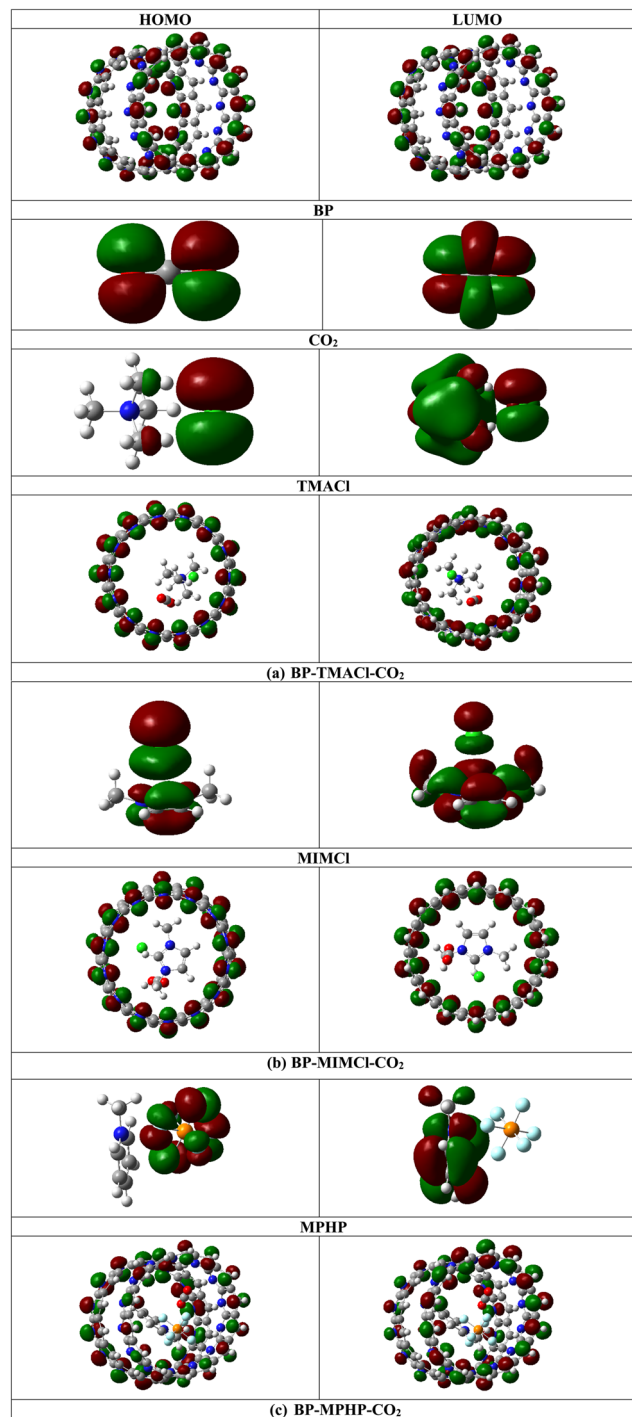 HOMO LUMO
BP
CO₂
TMACl
(a) BP-TMACl-CO₂
MIMCl
(b) BP-MIMCl-CO₂
MPHP
(c) BP-MPHP-CO₂